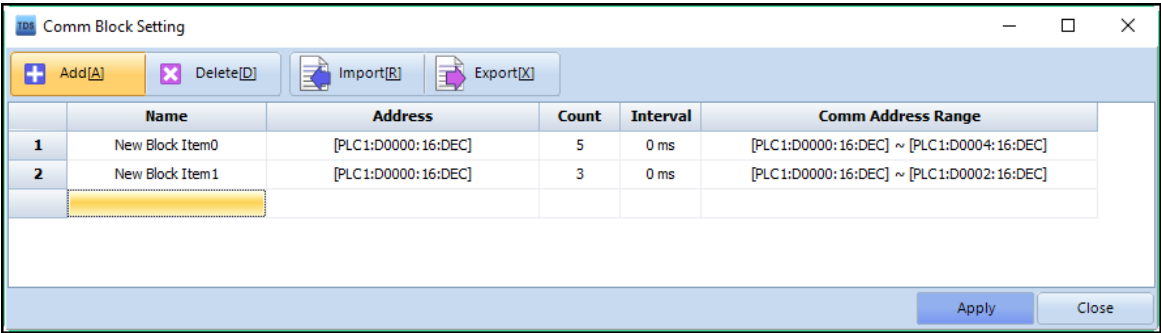 TDS Comm Block Setting
Add[A] Delete[D] Import[R] Export[X]
Name Address Count Interval Comm Address Range
1 New Block Item0 [PLC1:D0000:16:DEC] 5 0 ms [PLC1:D0000:16:DEC] ~ [PLC1:D0004:16:DEC]
2 New Block Item1 [PLC1:D0000:16:DEC] 3 0 ms [PLC1:D0000:16:DEC] ~ [PLC1:D0002:16:DEC]
Apply Close